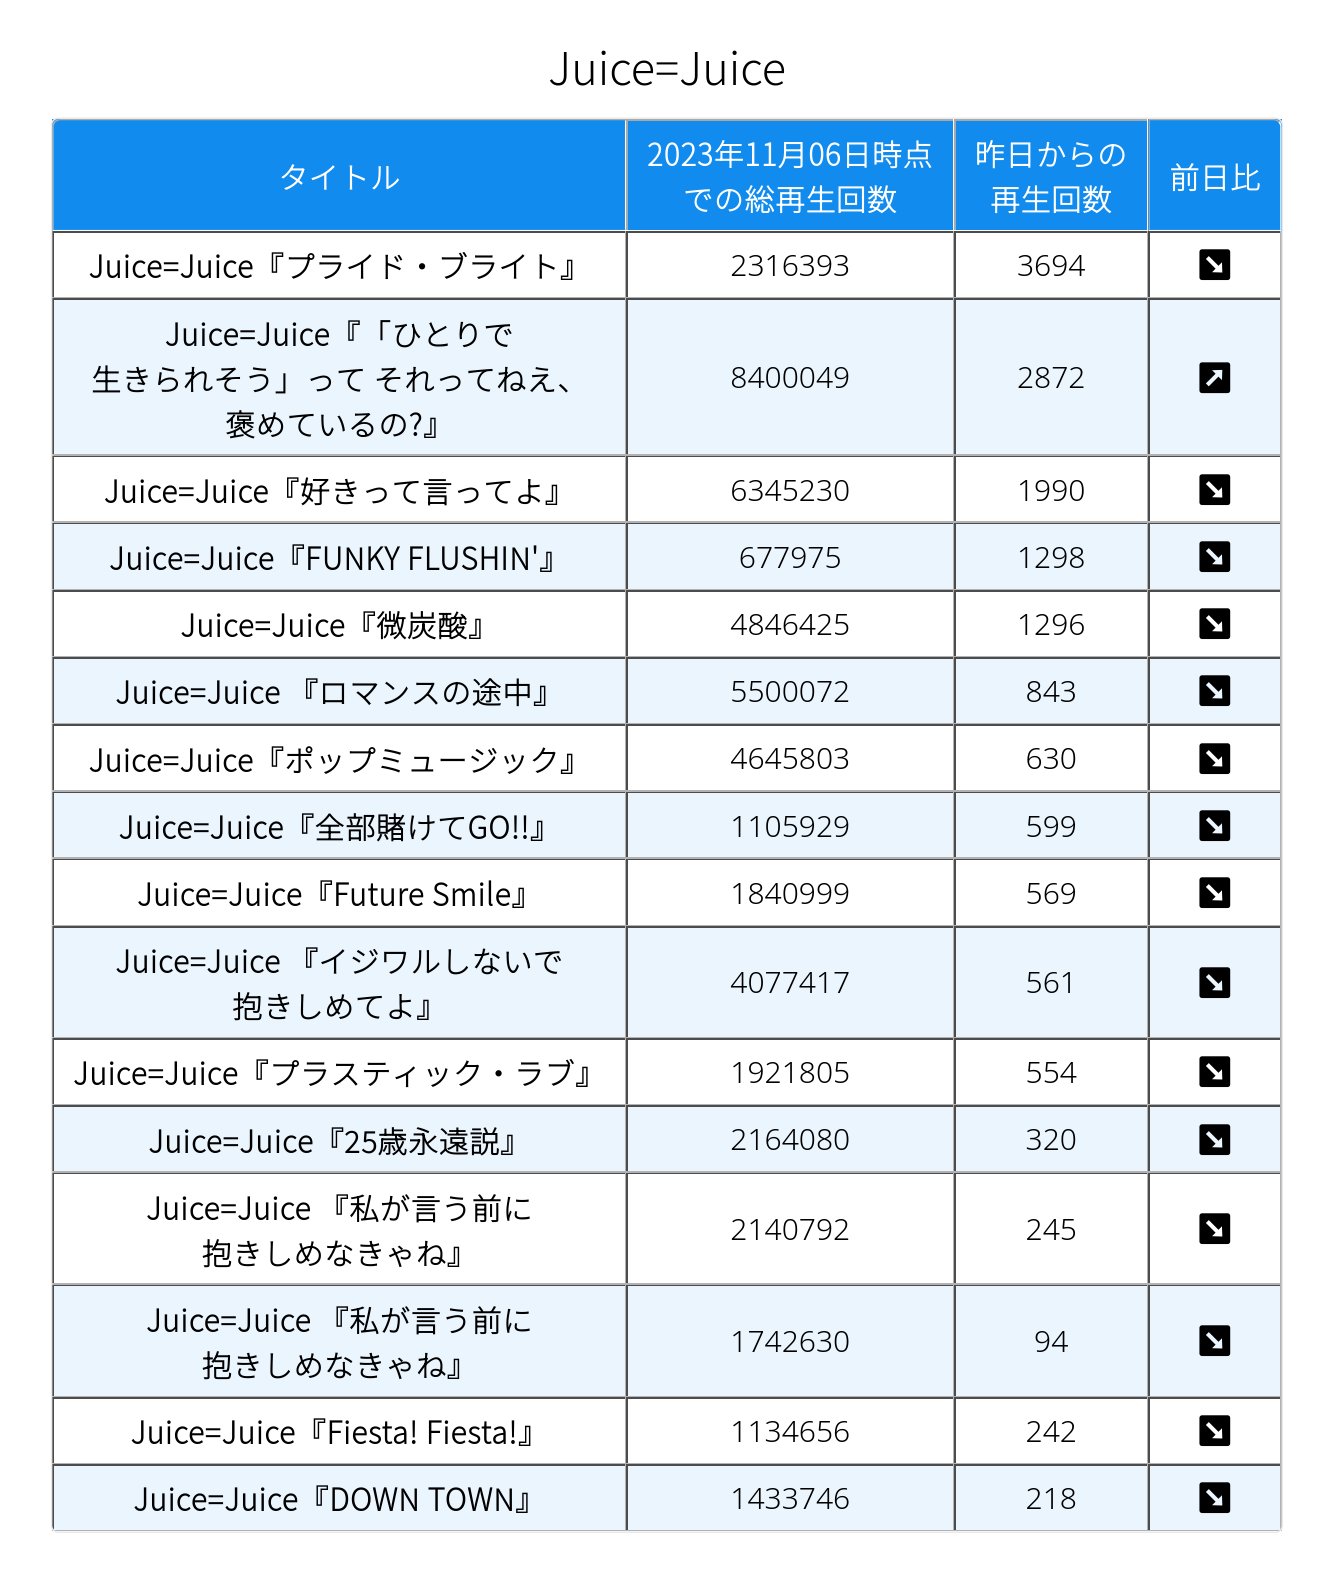 Juice=Juice
タイトル
2023年11月06日時点
での総再生回数
昨日からの
再生回数
前日比
Juice=Juice『プライド・ブライト』 2316393 3694
Juice=Juice『「ひとりで
生きられそう」って それってねえ、
褒めているの?』
8400049 2872
Juice=Juice『好きって言ってよ』 6345230 1990
Juice=Juice『FUNKY FLUSHIN'』 677975 1298
Juice=Juice『微炭酸』 4846425 1296
Juice=Juice 『ロマンスの途中』 5500072 843
Juice=Juice『ポップミュージック』 4645803 630
Juice=Juice『全部賭けてGO!!』 1105929 599
Juice=Juice『Future Smile』 1840999 569
Juice=Juice 『イジワルしないで
抱きしめてよ』
4077417 561
Juice=Juice『プラスティック・ラブ』 1921805 554
Juice=Juice『25歳永遠説』 2164080 320
Juice=Juice 『私が言う前に
抱きしめなきゃね』
2140792 245
Juice=Juice 『私が言う前に
抱きしめなきゃね』
1742630 94
Juice=Juice『Fiesta! Fiesta!』 1134656 242
Juice=Juice『DOWN TOWN』 1433746 218